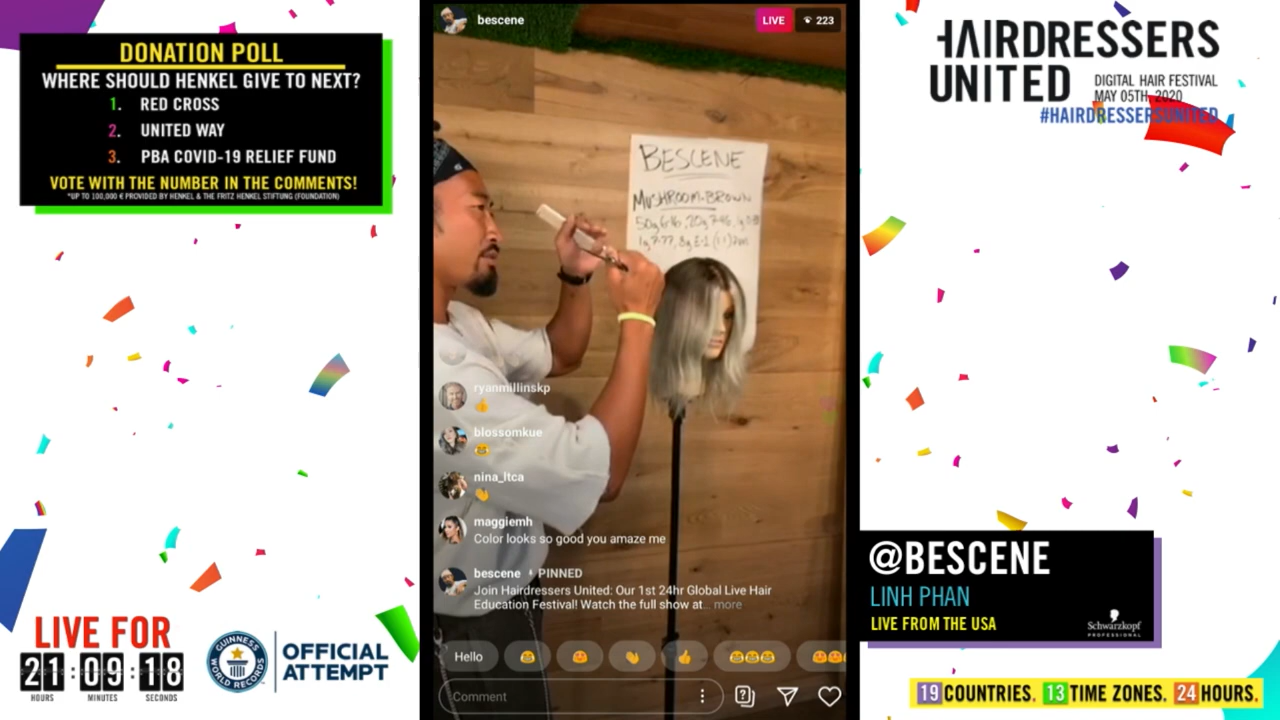 DONATION POLL
WHERE SHOULD HENKEL GIVE TO NEXT?
1. RED CROSS
2. UNITED WAY
3. PBA COVID-19 RELIEF FUND
VOTE WITH THE NUMBER IN THE COMMENTS!
*UP TO 100,000 € PROVIDED BY HENKEL & THE FRITZ HENKEL STIFTUNG (FOUNDATION)
LIVE FOR
21:09:18
HOURS MINUTES SECONDS
GUINNESS WORLD RECORDS
OFFICIAL
ATTEMPT
bescene
LIVE 223
BESCENE
MUSHROOM-BROWN
ryanmillinskp
blossomkue
nina_ltca
maggiemh
Color looks so good you amaze me
bescene PINNED
Join Hairdressers United: Our 1st 24hr Global Live Hair
Education Festival! Watch the full show at... more
Hello
Comment
HAIRDRESSERS
UNITED
DIGITAL HAIR FESTIVAL
MAY 05TH, 2020
#HAIRDRESSERSUNITED
@BESCENE
LINH PHAN
LIVE FROM THE USA
Schwarzkopf
PROFESSIONAL
19 COUNTRIES. 13 TIME ZONES. 24 HOURS.